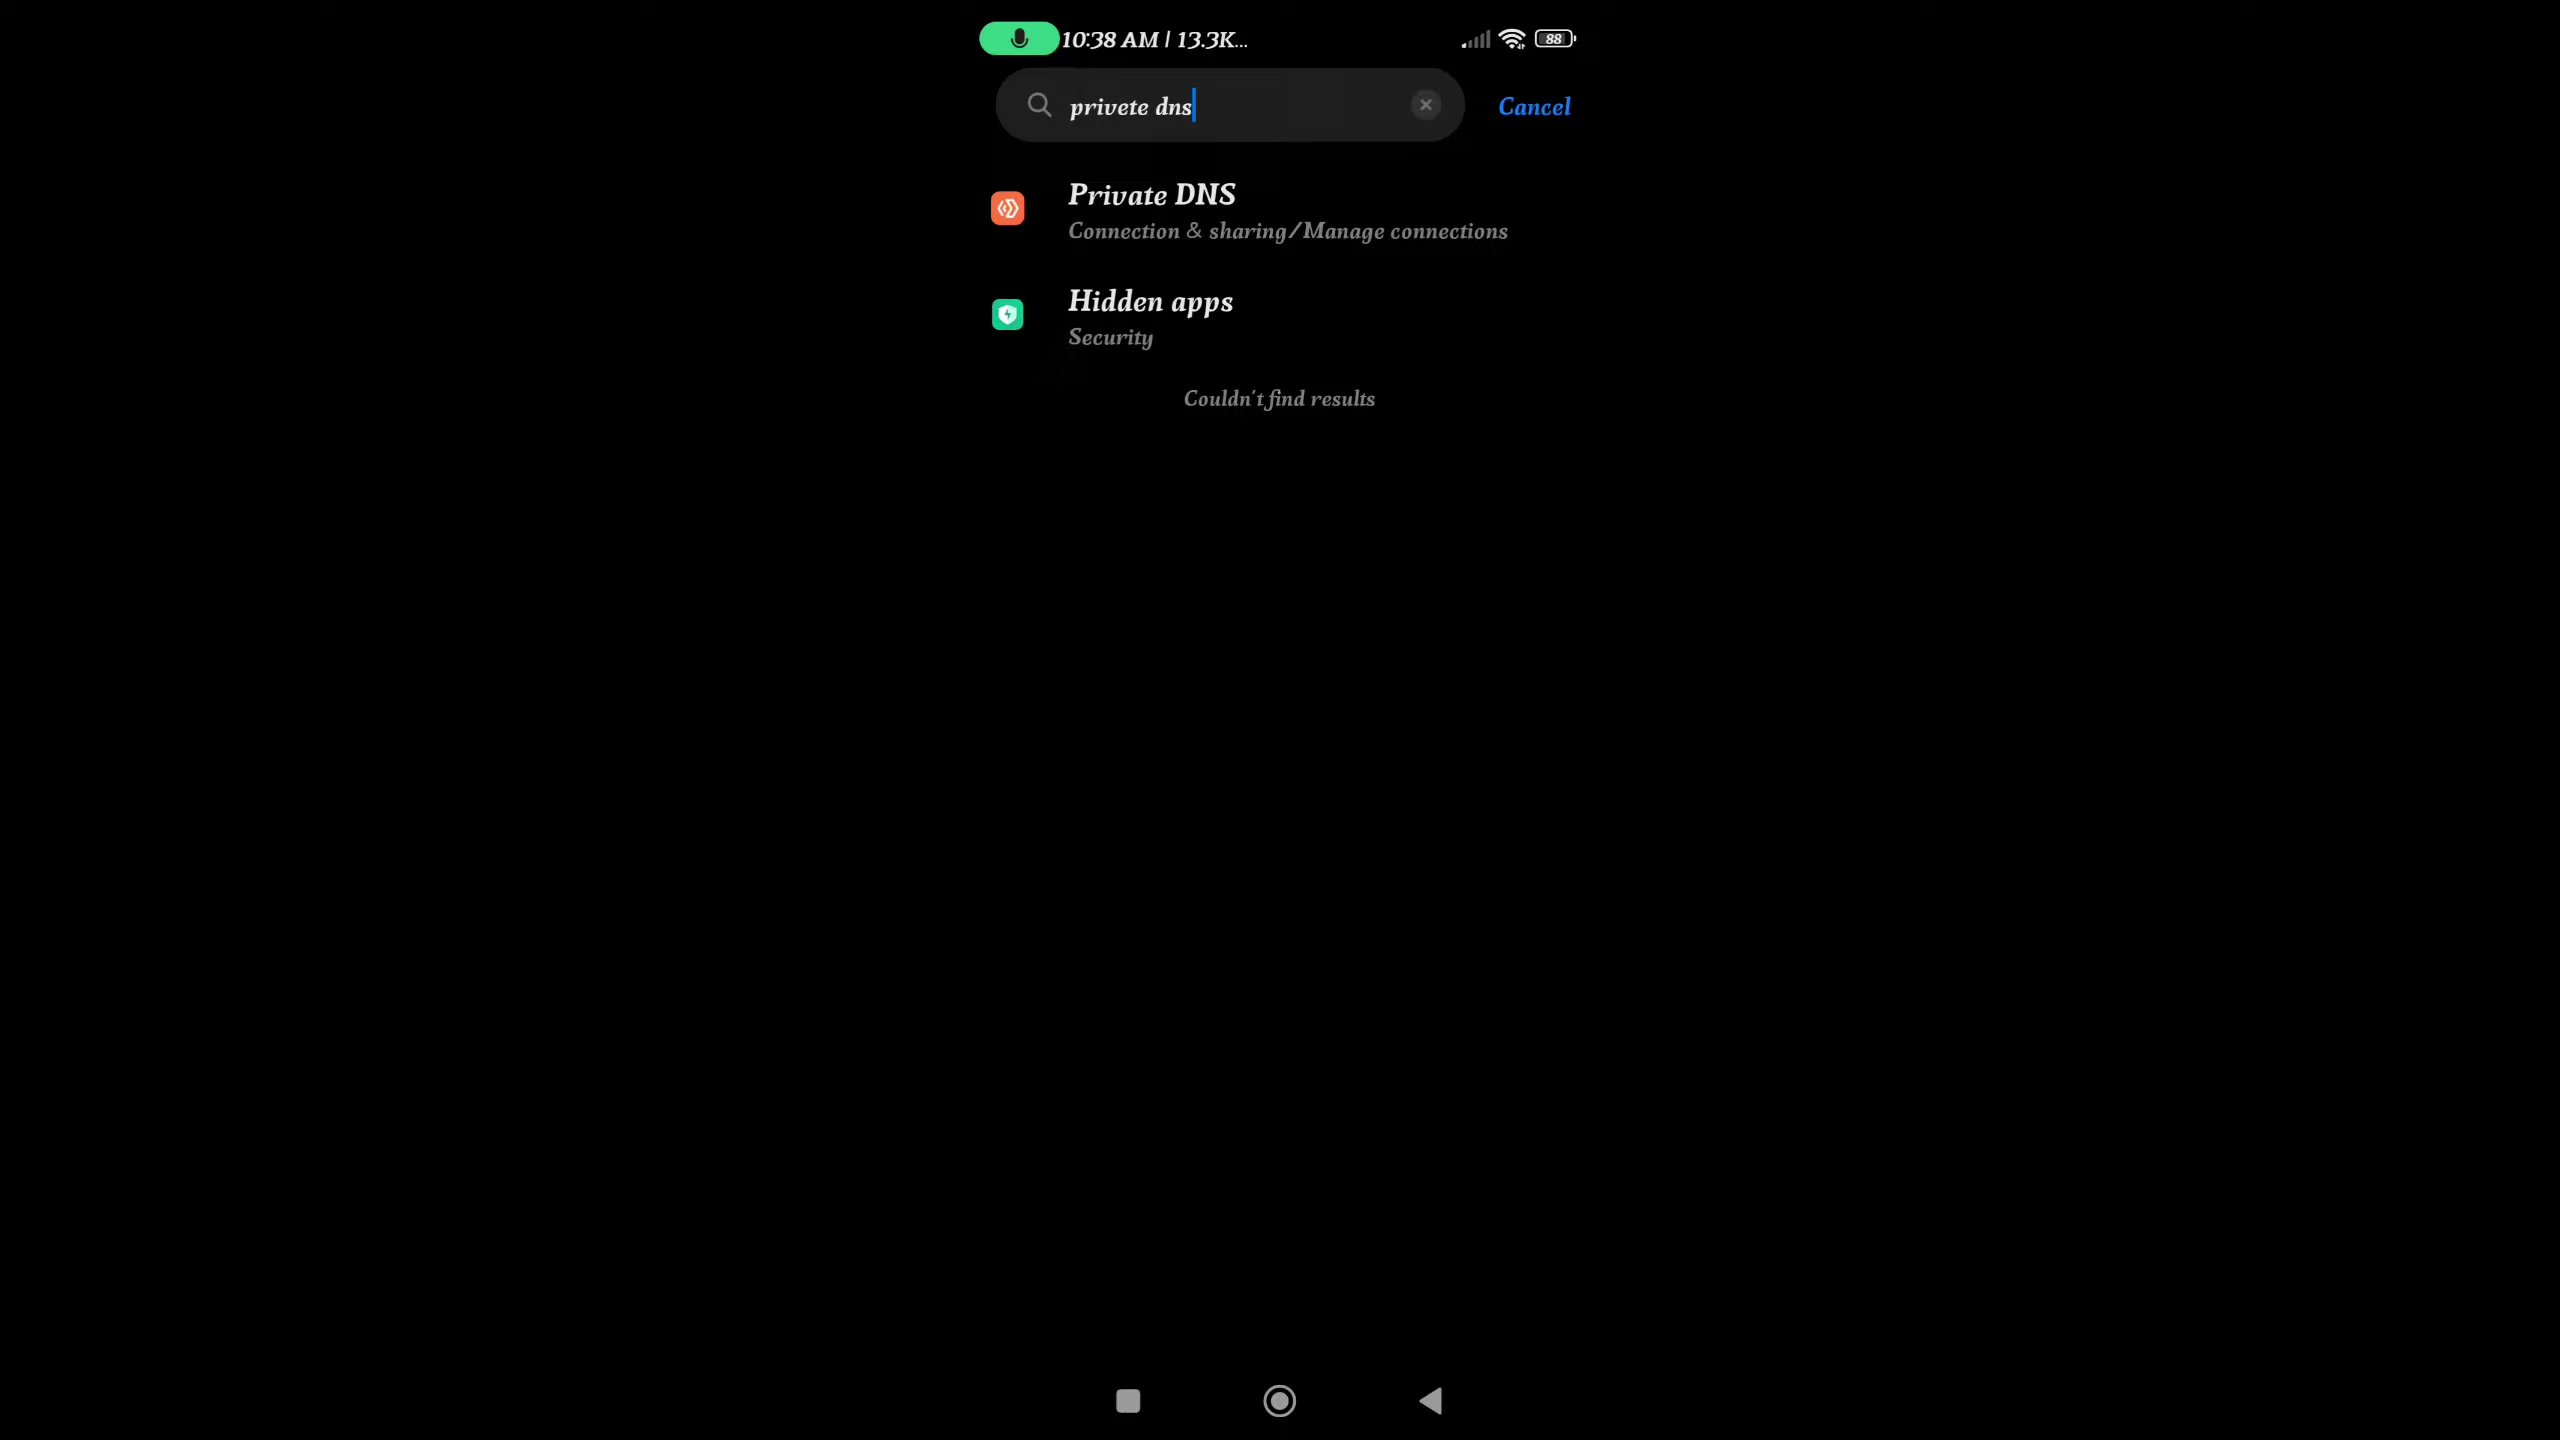 10:38 AM | 13.3K...
88
privete dns
Cancel
Private DNS
Connection & sharing/Manage connections
Hidden apps
Security
Couldn't find results